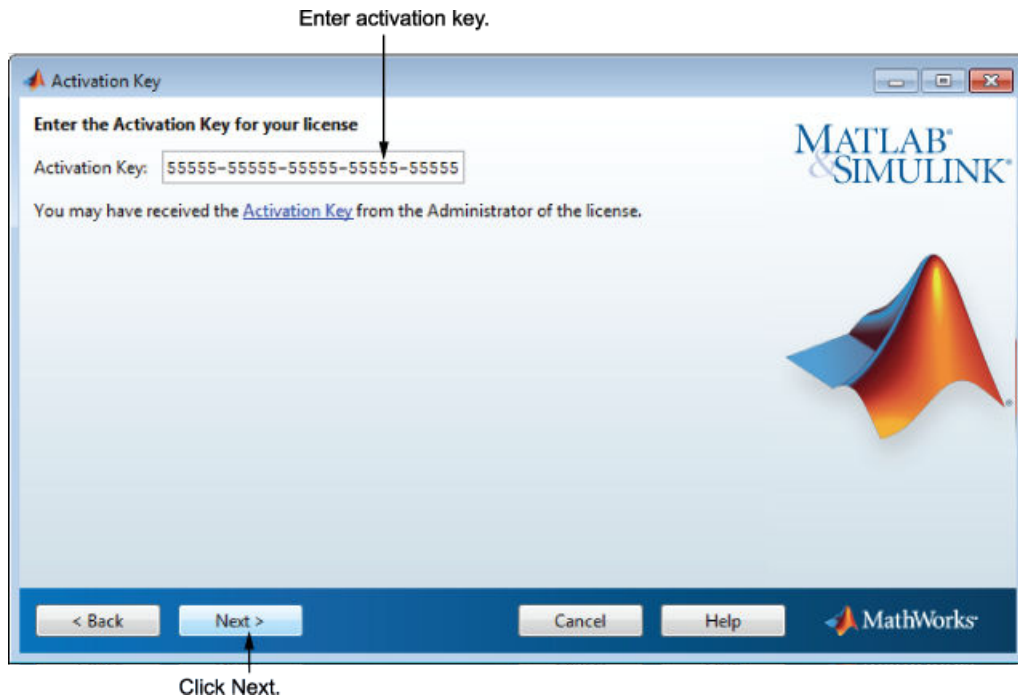 Enter activation key.
Activation Key
Enter the Activation Key for your license
Activation Key: 55555-55555-55555-55555-55555
You may have received the Activation Key from the Administrator of the license.
MATLAB®
&SIMULINK®
< Back
Next >
Cancel
Help
MathWorks®
Click Next.